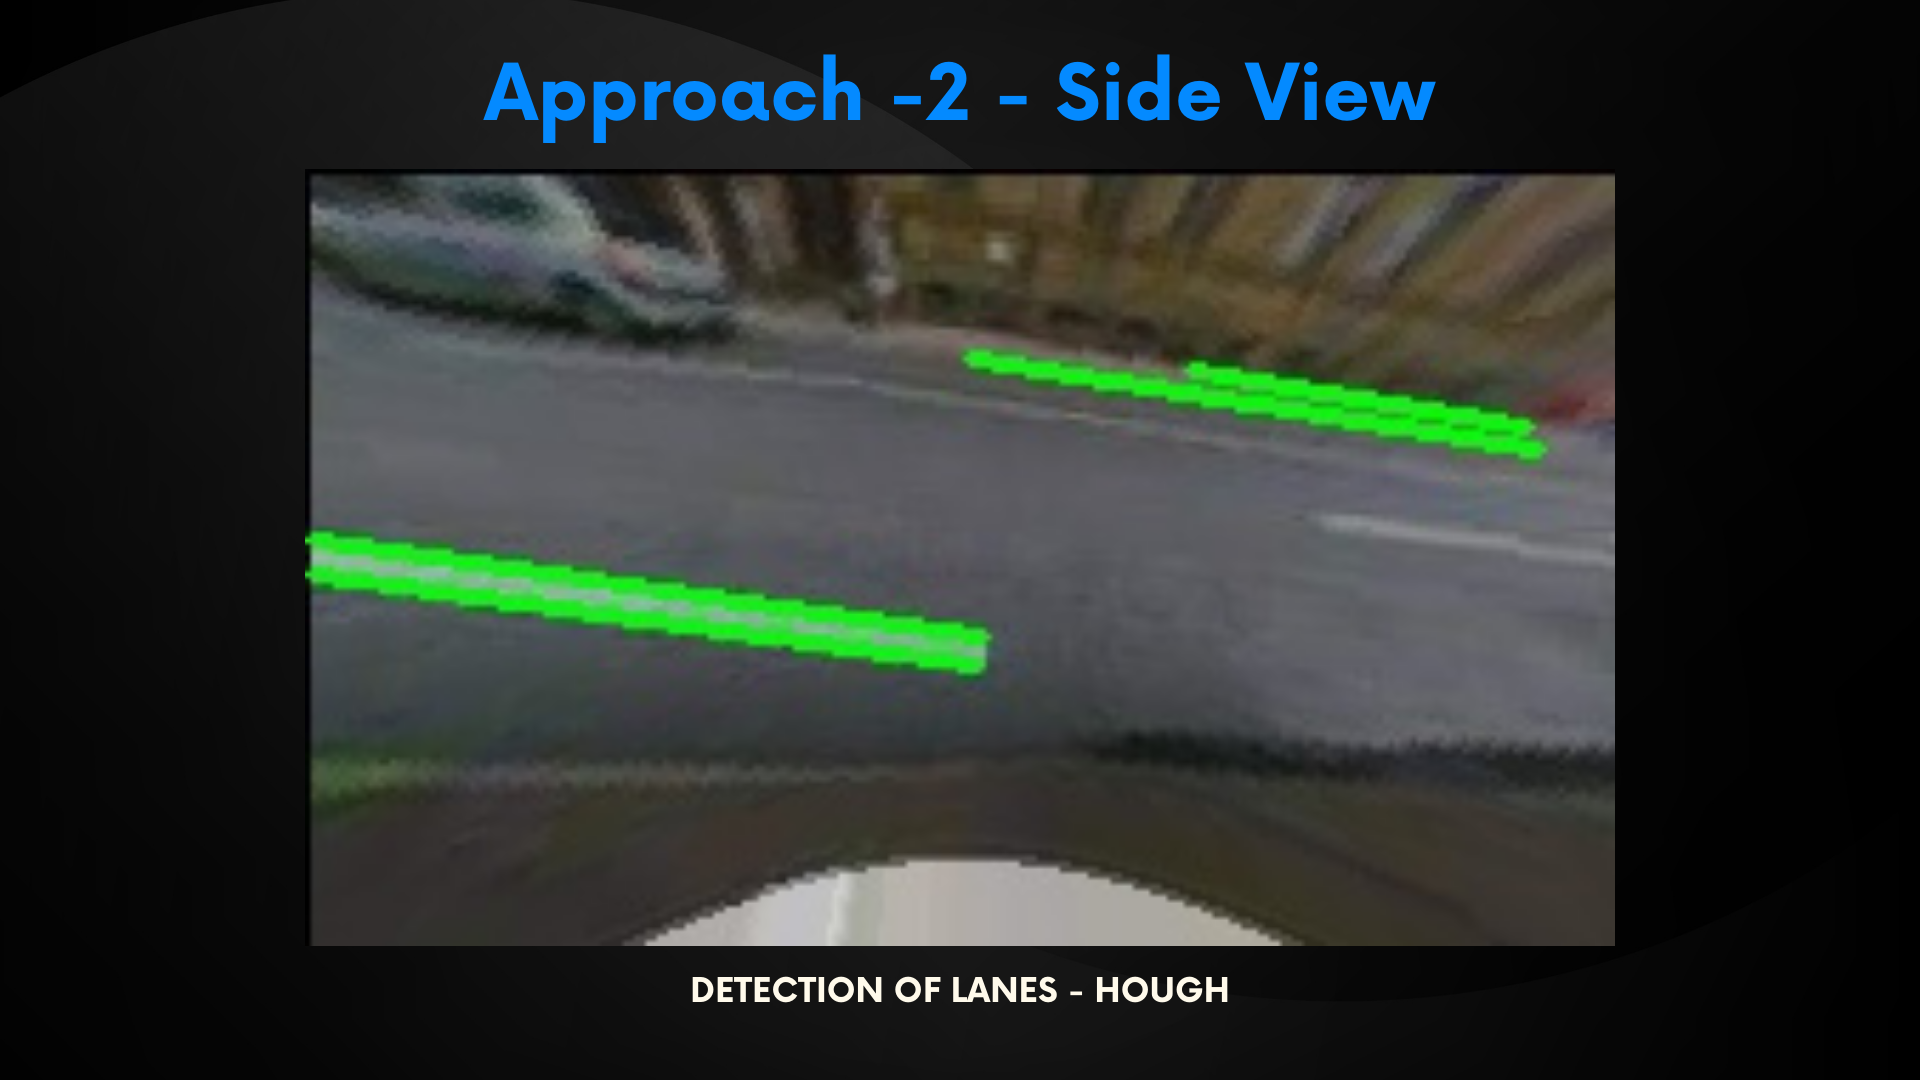 Approach -2 - Side View
DETECTION OF LANES - HOUGH